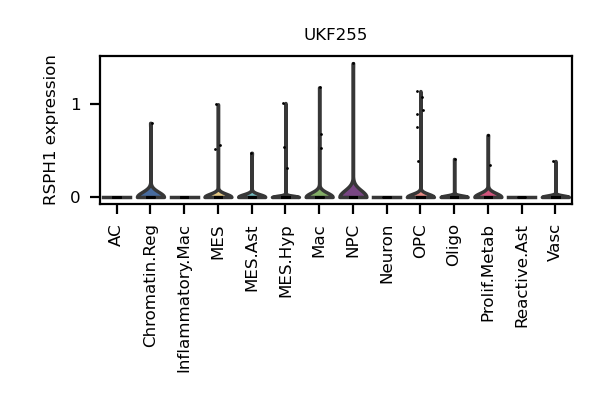 UKF255
RSPH1 expression
1
0
AC
Chromatin.Reg
Inflammatory.Mac
MES
MES.Ast
MES.Hyp
Mac
NPC
Neuron
OPC
Oligo
Prolif.Metab
Reactive.Ast
Vasc